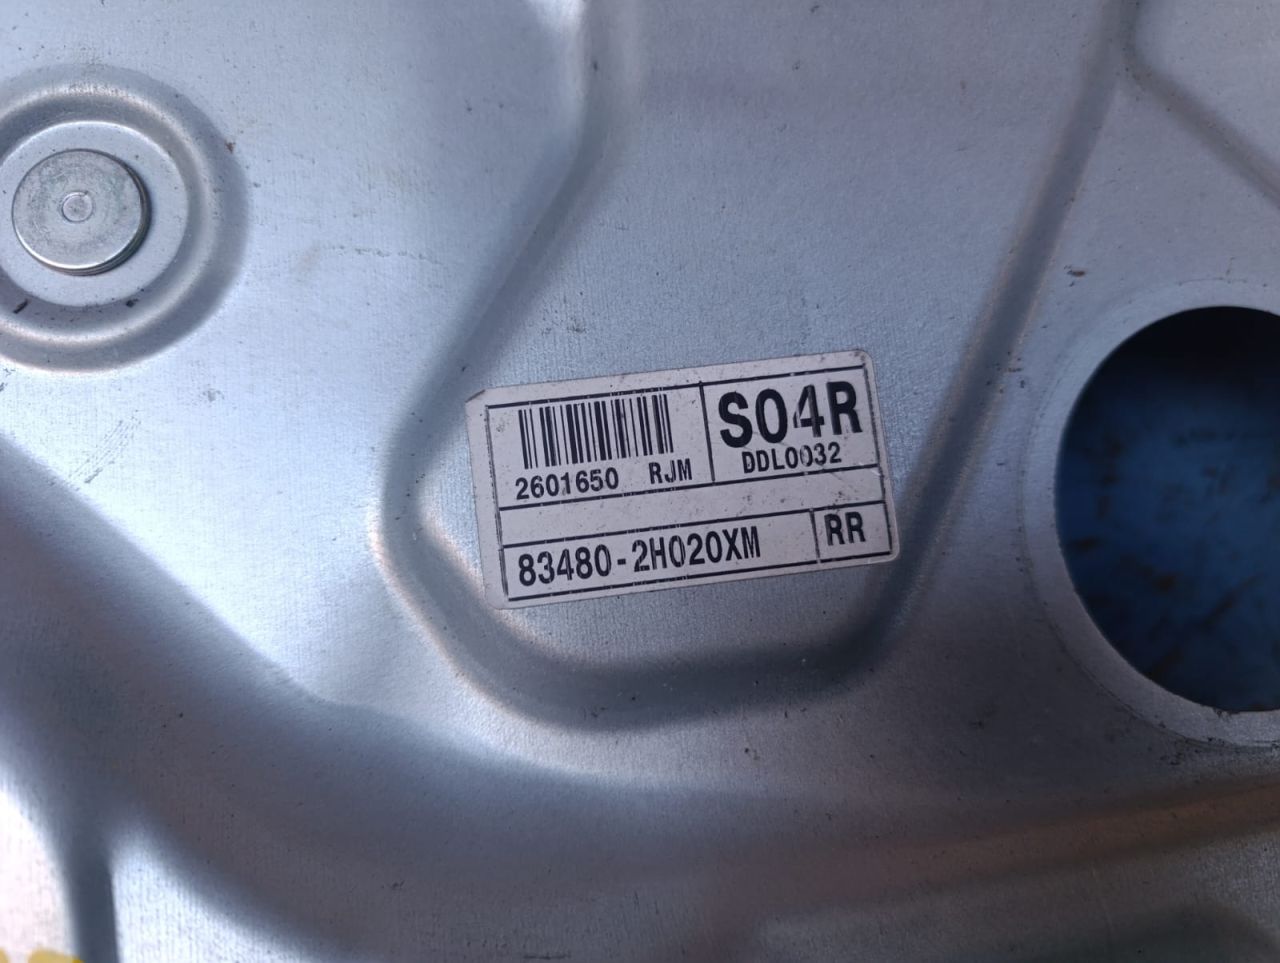 2601650 RJM
S04R
DDL0032
83480-2H020XM
RR